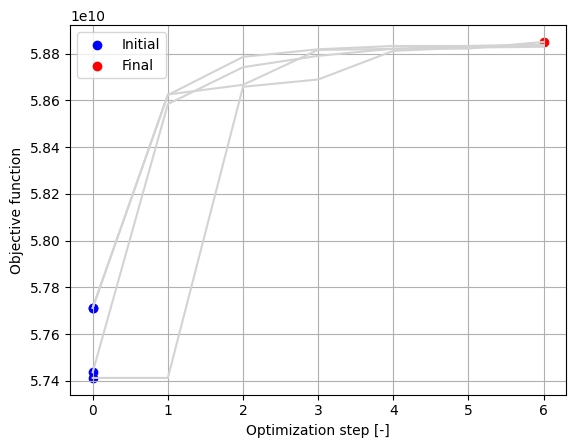 1e10
Initial
Final
5.88
5.86
5.84
5.82
5.80
5.78
5.76
5.74
Objective function
0 1 2 3 4 5 6
Optimization step [-]